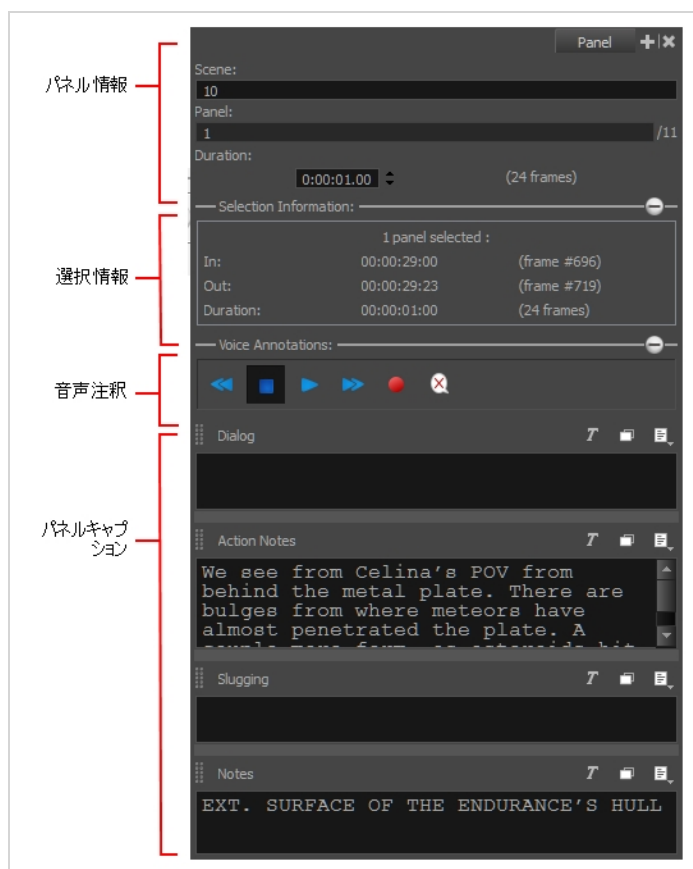 Panel
パネル情報
Scene:
10
Panel:
1 /11
Duration:
0:00:01.00 (24 frames)
選択情報
Selection Information:
1 panel selected :
In: 00:00:29:00 (frame #696)
Out: 00:00:29:23 (frame #719)
Duration: 00:00:01:00 (24 frames)
音声注釈
Voice Annotations:
パネルキャプ
ション
Dialog
Action Notes
We see from Celina's POV from
behind the metal plate. There are
bulges from where meteors have
almost penetrated the plate. A
Slugging
Notes
EXT. SURFACE OF THE ENDURANCE'S HULL